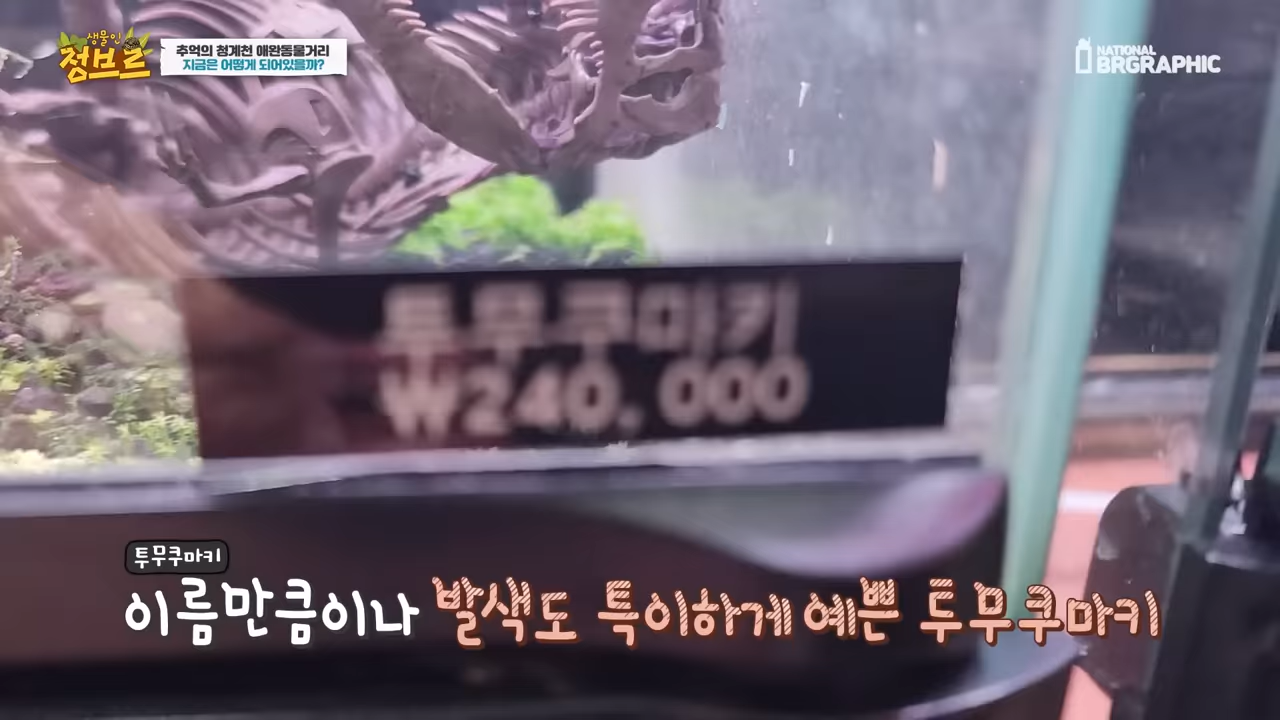 생물인
점브르
추억의 청계천 애완동물거리
지금은 어떻게 되어있을까?
NATIONAL
BRGRAPHIC
투무쿠마키
₩240,000
투무쿠마키
이름만큼이나 발색도 특이하게 예쁜 투무쿠마키